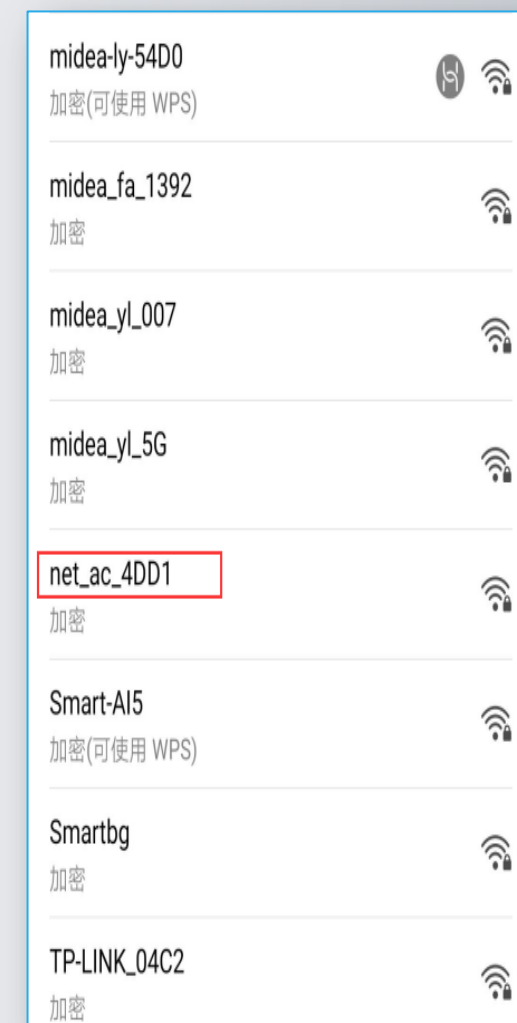 midea-ly-54D0
加密(可使用 WPS)
midea_fa_1392
加密
midea_yl_007
加密
midea_yl_5G
加密
net_ac_4DD1
加密
Smart-AI5
加密(可使用 WPS)
Smartbg
加密
TP-LINK_04C2
加密